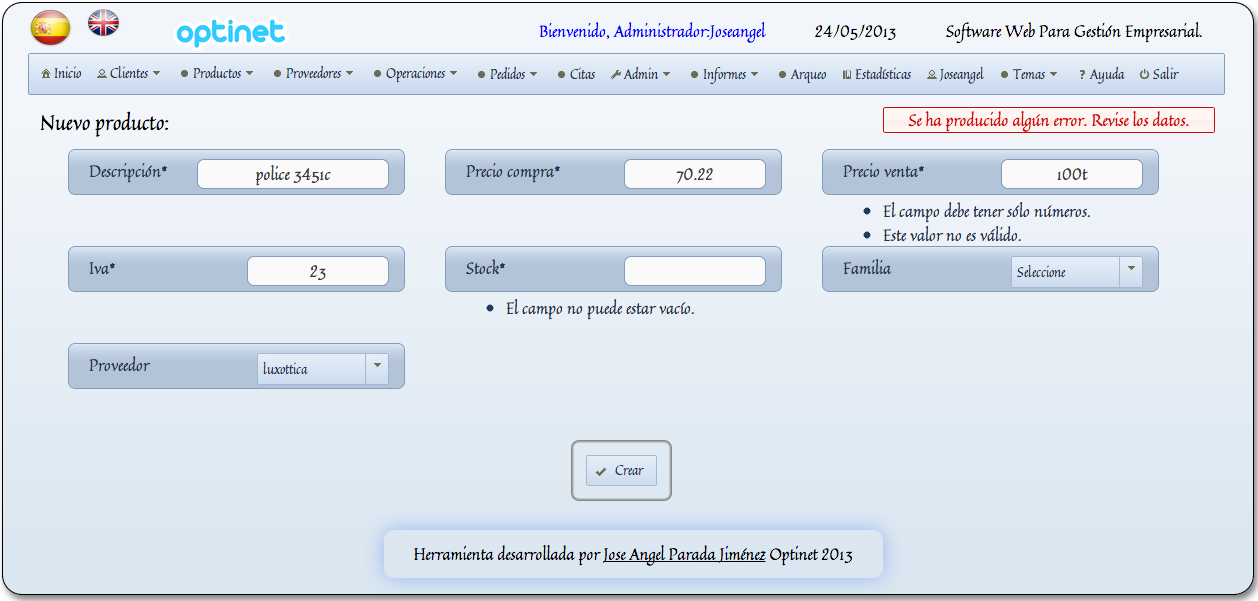 optinet
Bienvenido, Administrador:Joseangel
24/05/2013
Software Web Para Gestión Empresarial.
Inicio Clientes Productos Proveedores Operaciones Pedidos Citas Admin Informes Arqueo Estadísticas Joseangel Temas ? Ayuda Salir
Nuevo producto:
Se ha producido algún error. Revise los datos.
Descripción* police 3451c
Precio compra* 70.22
Precio venta* 100t
• El campo debe tener sólo números.
• Este valor no es válido.
Iva* 23
Stock*
• El campo no puede estar vacío.
Familia Seleccione
Proveedor luxottica
Crear
Herramienta desarrollada por Jose Angel Parada Jiménez Optinet 2013